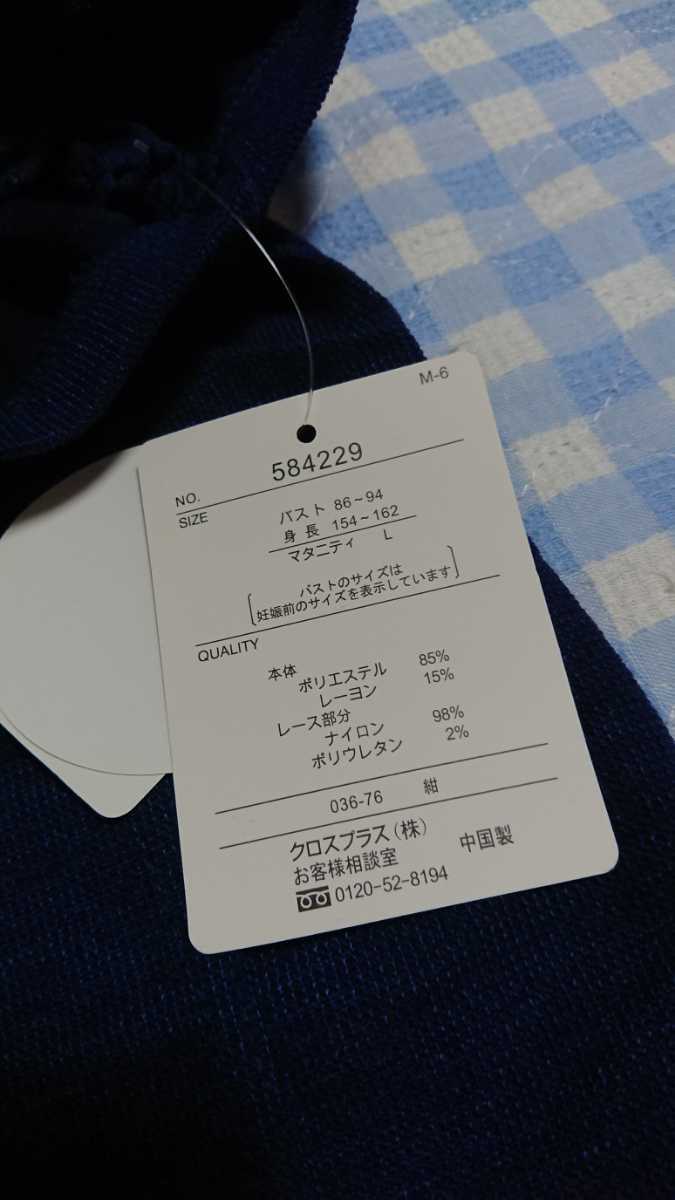 M-6
NO. 584229
SIZE
バスト 86~94
身長 154~162
マタニティ L
バストのサイズは
妊娠前のサイズを表示しています
QUALITY
本体
ポリエステル 85%
レーヨン 15%
レース部分
ナイロン 98%
ポリウレタン 2%
036-76 紺
クロスプラス(株) 中国製
お客様相談室
0120-52-8194